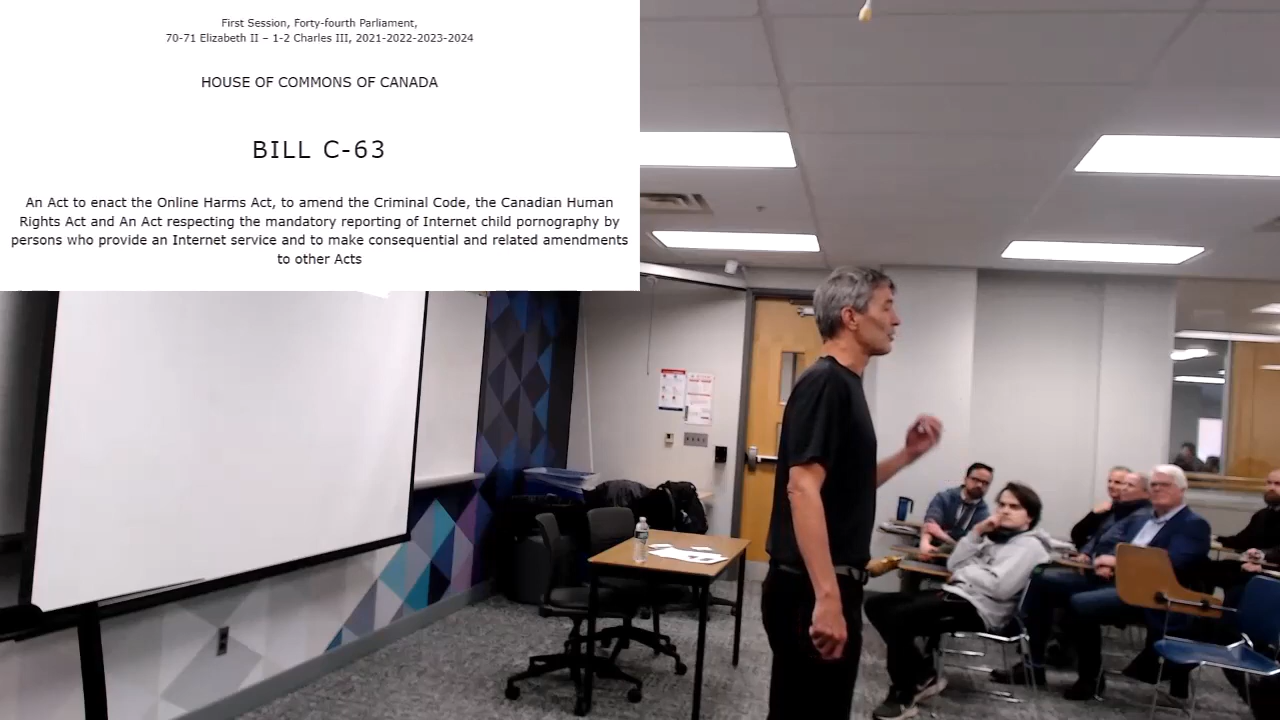 First Session, Forty-fourth Parliament,
70-71 Elizabeth II – 1-2 Charles III, 2021-2022-2023-2024
HOUSE OF COMMONS OF CANADA
BILL C-63
An Act to enact the Online Harms Act, to amend the Criminal Code, the Canadian Human
Rights Act and An Act respecting the mandatory reporting of Internet child pornography by
persons who provide an Internet service and to make consequential and related amendments
to other Acts